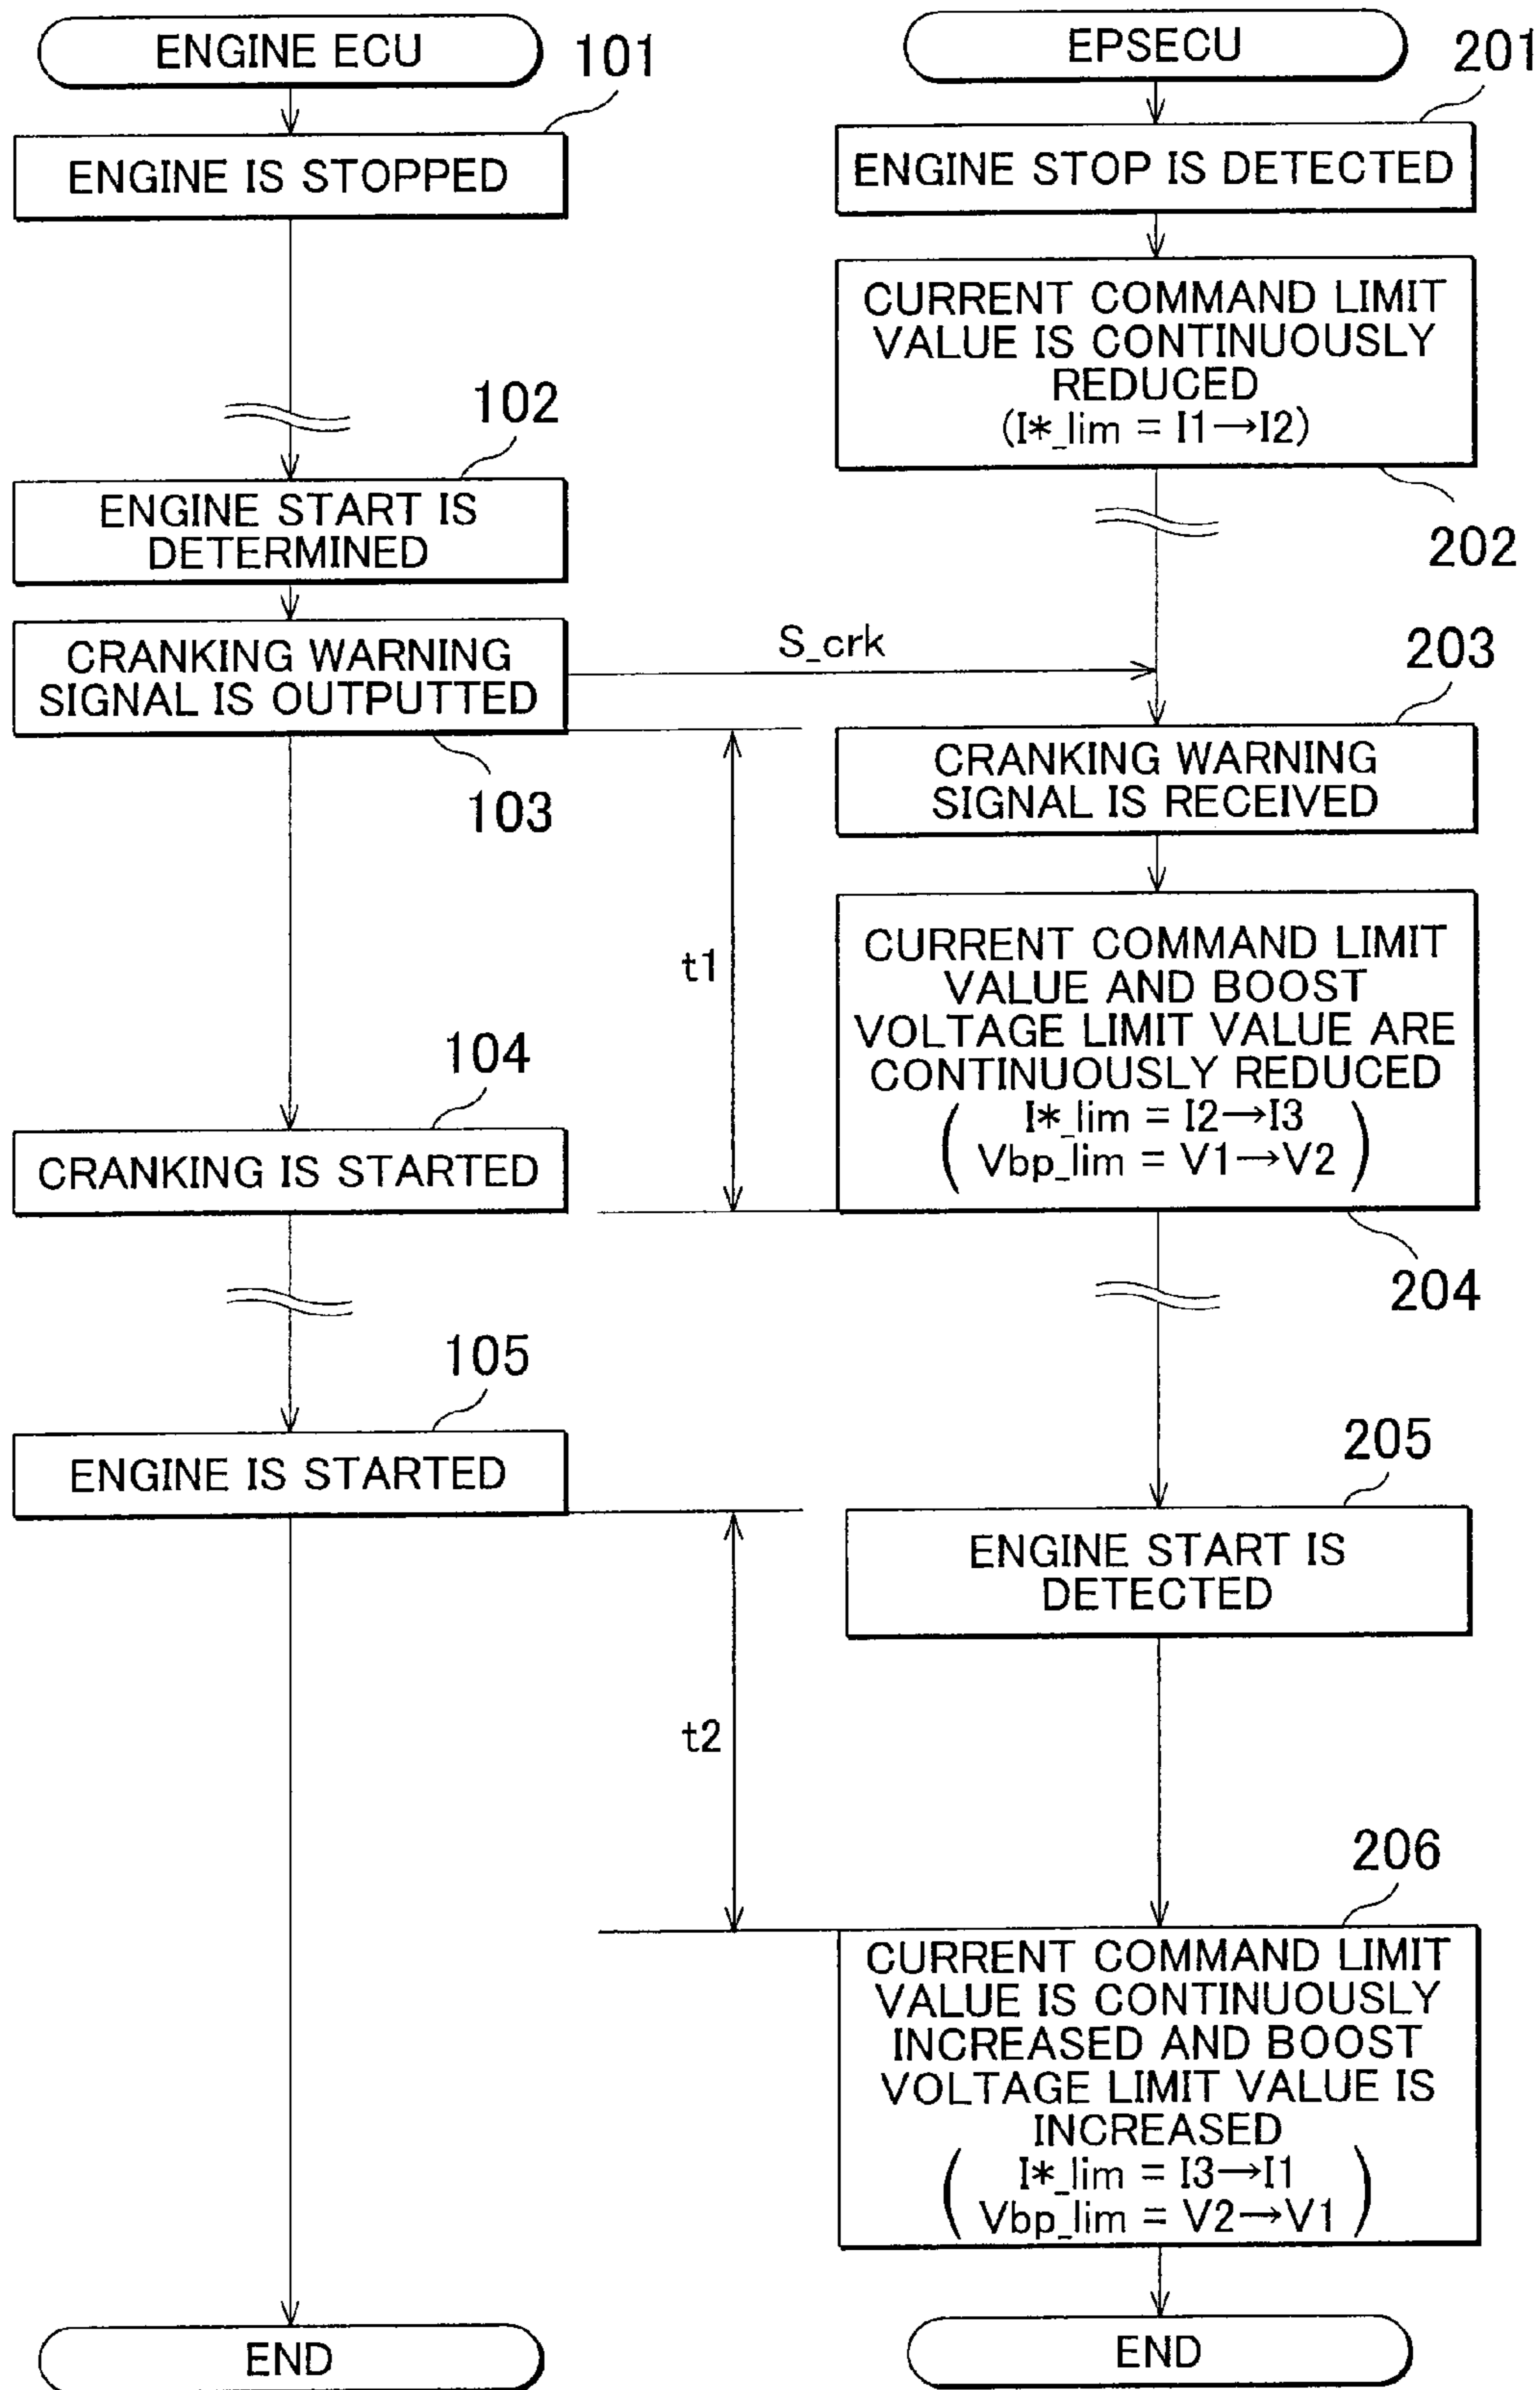 ENGINE ECU
101
ENGINE IS STOPPED
102
ENGINE START IS
DETERMINED
CRANKING WARNING
SIGNAL IS OUTPUTTED
103
S_crk
t1
104
CRANKING IS STARTED
105
ENGINE IS STARTED
t2
END
EPSECU
201
ENGINE STOP IS DETECTED
CURRENT COMMAND LIMIT
VALUE IS CONTINUOUSLY
REDUCED
(I*_lim = I1→I2)
202
203
CRANKING WARNING
SIGNAL IS RECEIVED
CURRENT COMMAND LIMIT
VALUE AND BOOST
VOLTAGE LIMIT VALUE ARE
CONTINUOUSLY REDUCED
(I*_lim = I2→I3
Vbp_lim = V1→V2)
204
205
ENGINE START IS
DETECTED
206
CURRENT COMMAND LIMIT
VALUE IS CONTINUOUSLY
INCREASED AND BOOST
VOLTAGE LIMIT VALUE IS
INCREASED
(I*_lim = I3→I1
Vbp_lim = V2→V1)
END